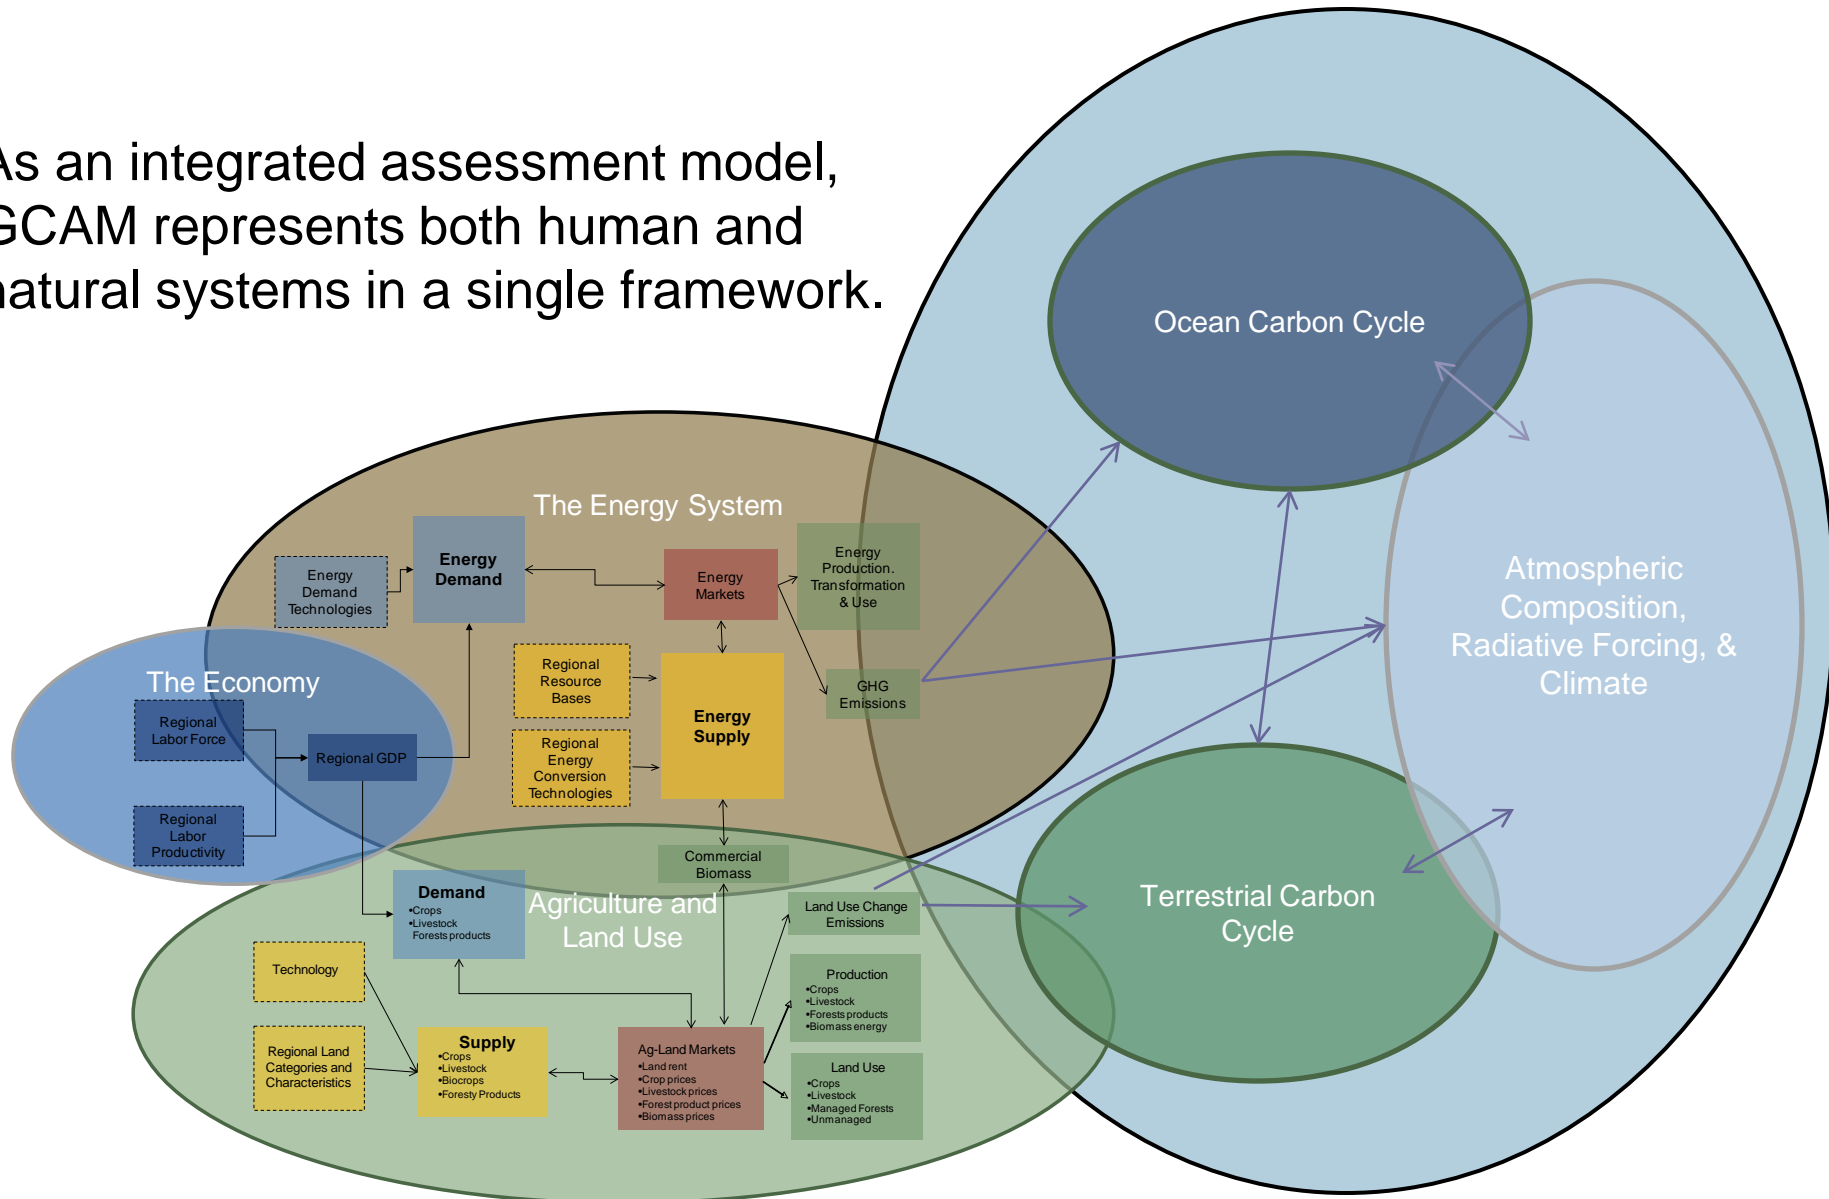 As an integrated assessment model,
GCAM represents both human and
natural systems in a single framework.
Ocean Carbon Cycle
Atmospheric
Composition,
Radiative Forcing, &
Climate
Terrestrial Carbon
Cycle
The Energy System
Energy
Demand
Technologies
Energy
Demand
Energy
Markets
Energy
Production.
Transformation
& Use
Regional
Resource
Bases
Energy
Supply
GHG
Emissions
Regional
Energy
Conversion
Technologies
The Economy
Regional
Labor Force
Regional GDP
Regional
Labor
Productivity
Commercial
Biomass
Agriculture and
Land Use
Demand
•Crops
•Livestock
Forests products
Land Use Change
Emissions
Technology
Regional Land
Categories and
Characteristics
Supply
•Crops
•Livestock
•Biocrops
•Foresty Products
Ag-Land Markets
•Land rent
•Crop prices
•Livestock prices
•Forest product prices
•Biomass prices
Production
•Crops
•Livestock
•Forests products
•Biomass energy
Land Use
•Crops
•Livestock
•Managed Forests
•Unmanaged